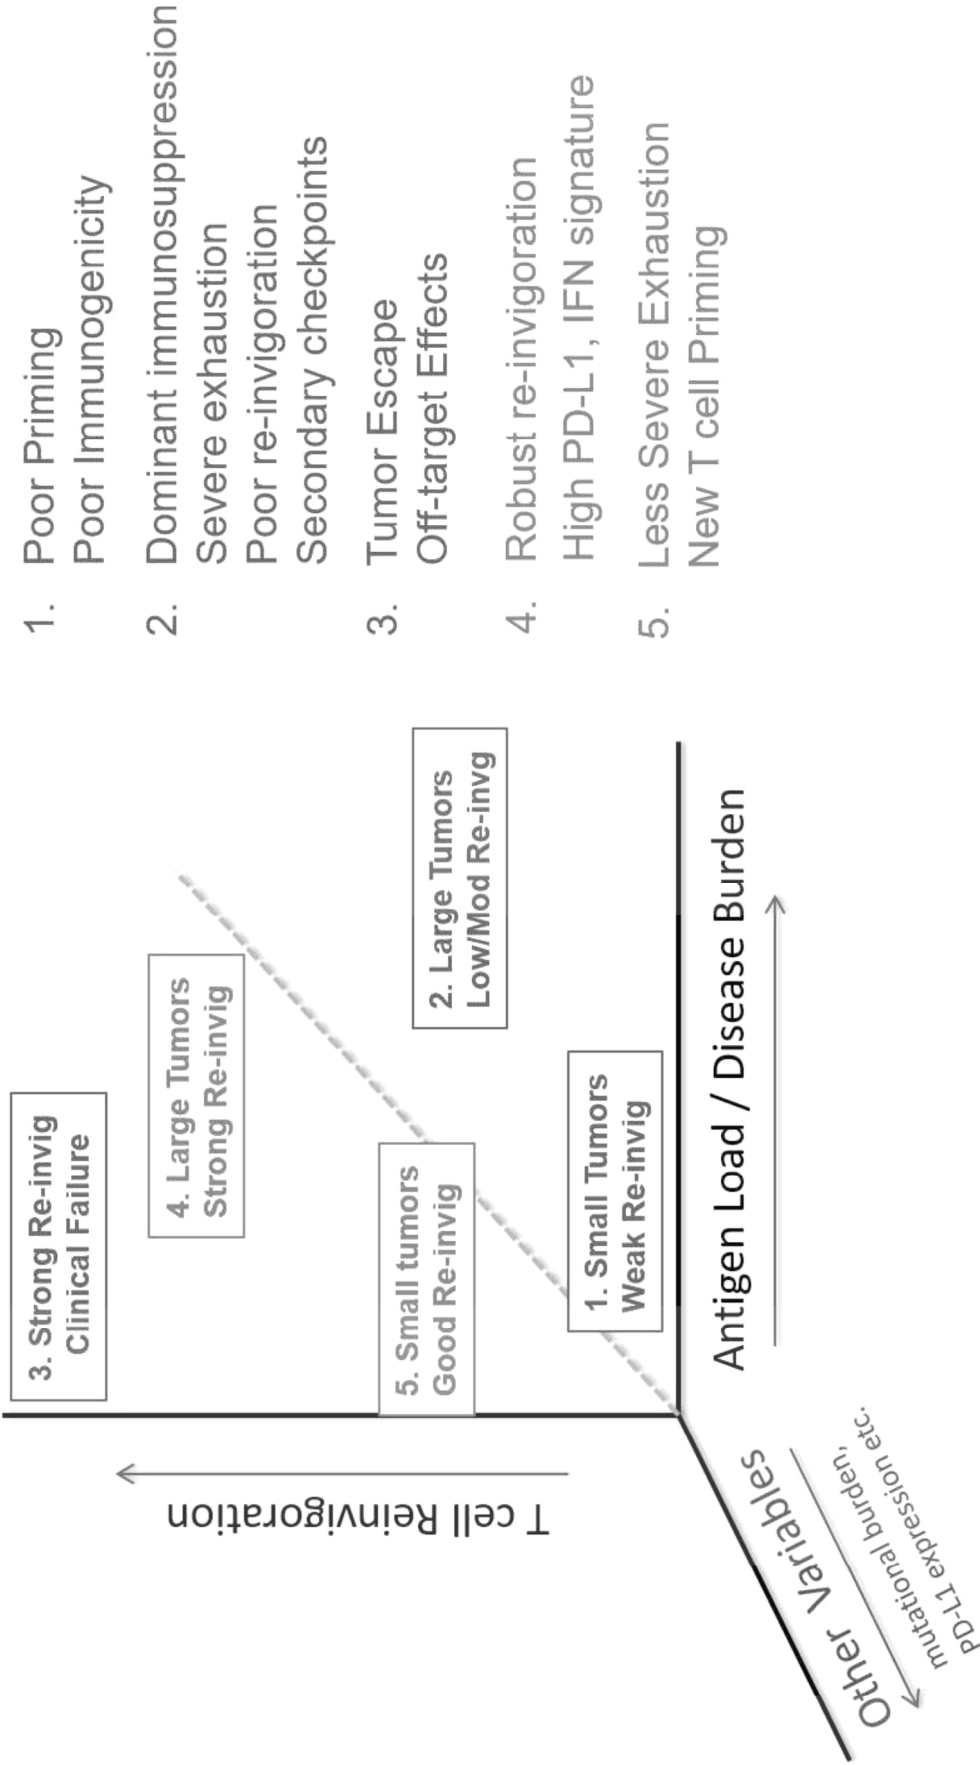 3. Strong Re-invig
Clinical Failure
4. Large Tumors
Strong Re-invig
5. Small tumors
Good Re-invig
2. Large Tumors
Low/Mod Re-invg
1. Small Tumors
Weak Re-invig
T cell Reinvigoration
Antigen Load / Disease Burden
Other Variables
mutational burden,
PD-L1 expression etc.
1. Poor Priming
Poor Immunogenicity
2. Dominant immunosuppression
Severe exhaustion
Poor re-invigoration
Secondary checkpoints
3. Tumor Escape
Off-target Effects
4. Robust re-invigoration
High PD-L1, IFN signature
5. Less Severe Exhaustion
New T cell Priming